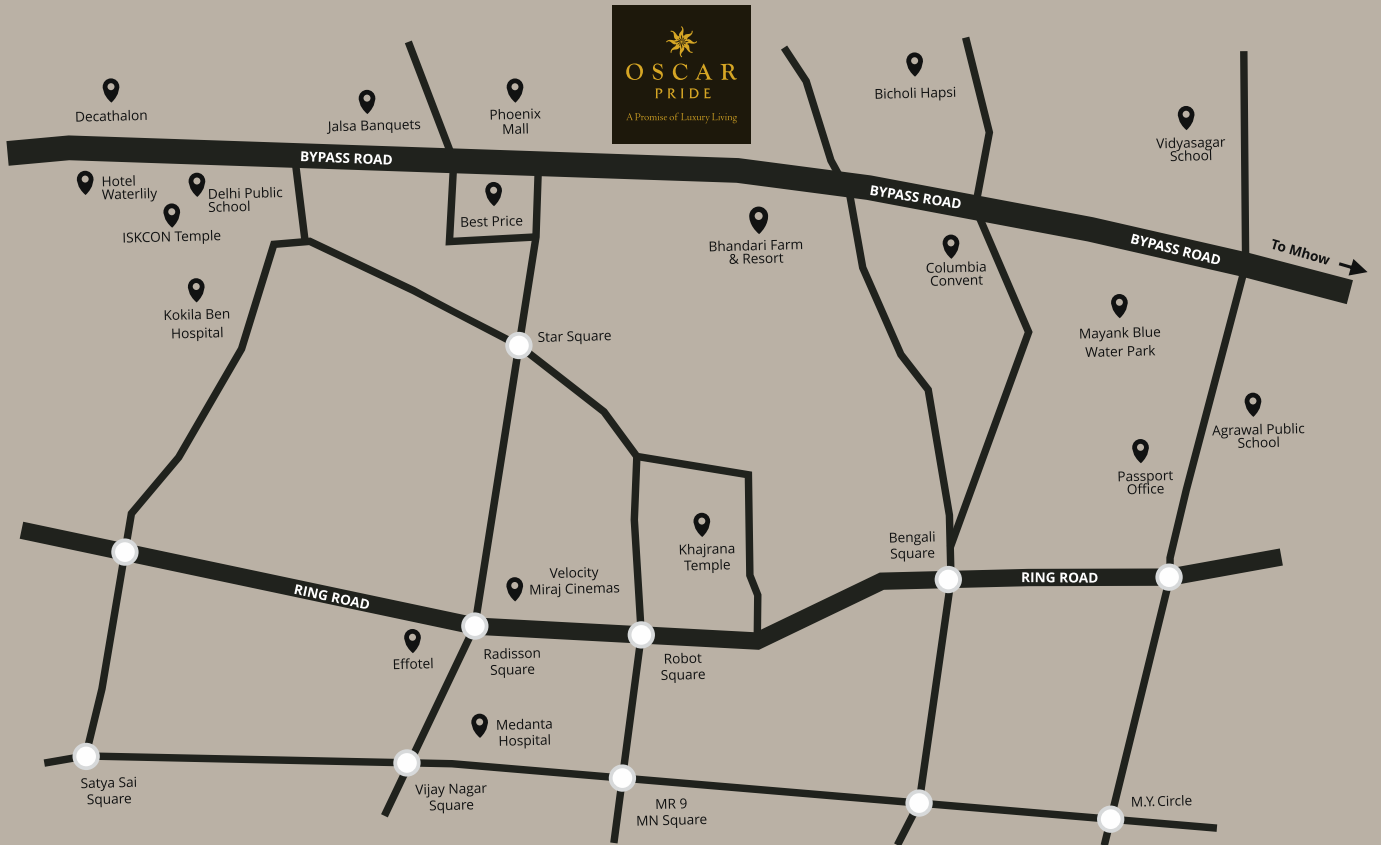 OSCAR
PRIDE
A Promise of Luxury Living
Decathalon
Jalsa Banquets
Phoenix
Mall
Bicholi Hapsi
Vidyasagar
School
BYPASS ROAD
BYPASS ROAD
BYPASS ROAD
To Mhow
Hotel
Waterlily
Delhi Public
School
ISKCON Temple
Best Price
Bhandari Farm
& Resort
Columbia
Convent
Kokila Ben
Hospital
Star Square
Mayank Blue
Water Park
Agrawal Public
School
Passport
Office
Khajrana
Temple
Bengali
Square
Velocity
Miraj Cinemas
RING ROAD
RING ROAD
Effotel
Radisson
Square
Robot
Square
Medanta
Hospital
Satya Sai
Square
Vijay Nagar
Square
MR 9
MN Square
M.Y. Circle